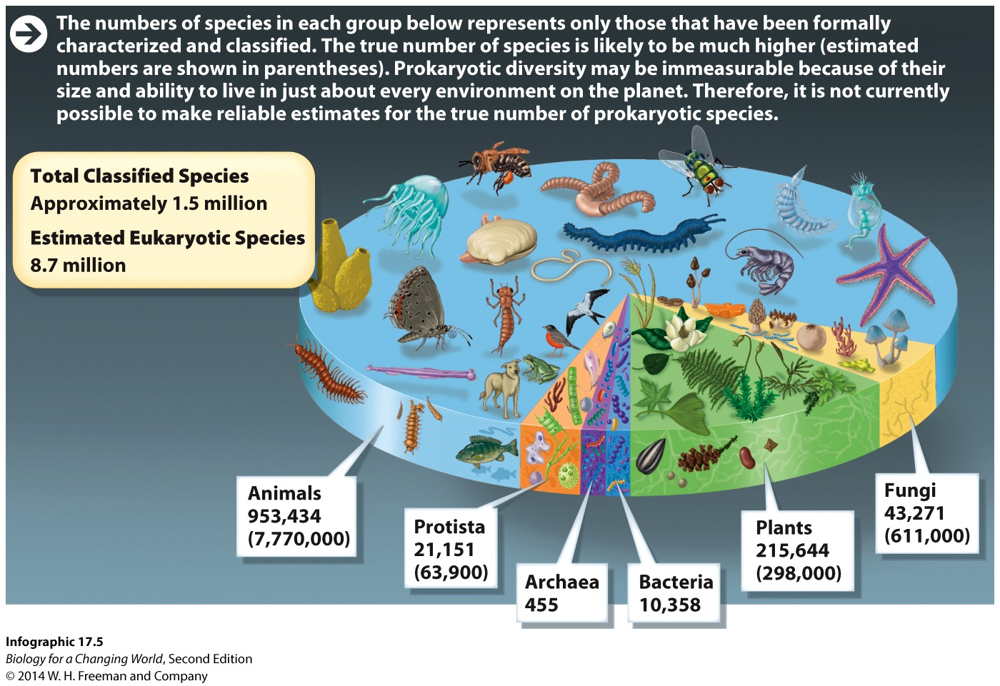 The numbers of species in each group below represents only those that have been formally
characterized and classified. The true number of species is likely to be much higher (estimated
numbers are shown in parentheses). Prokaryotic diversity may be immeasurable because of their
size and ability to live in just about every environment on the planet. Therefore, it is not currently
possible to make reliable estimates for the true number of prokaryotic species.
Total Classified Species
Approximately 1.5 million
Estimated Eukaryotic Species
8.7 million
Animals
953,434
(7,770,000)
Protista
21,151
(63,900)
Archaea
455
Bacteria
10,358
Plants
215,644
(298,000)
Fungi
43,271
(611,000)
Infographic 17.5
Biology for a Changing World, Second Edition
© 2014 W. H. Freeman and Company